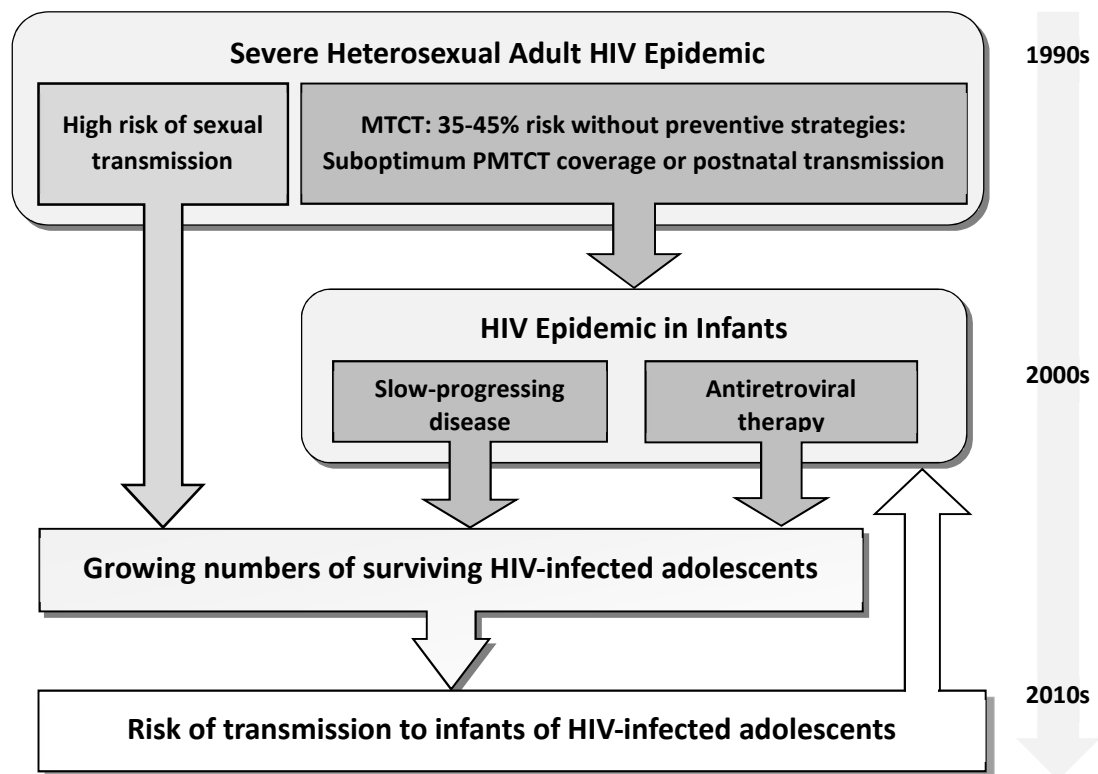 Severe Heterosexual Adult HIV Epidemic
1990s
High risk of sexual
transmission
MTCT: 35-45% risk without preventive strategies:
Suboptimum PMTCT coverage or postnatal transmission
HIV Epidemic in Infants
2000s
Slow-progressing
disease
Antiretroviral
therapy
Growing numbers of surviving HIV-infected adolescents
2010s
Risk of transmission to infants of HIV-infected adolescents